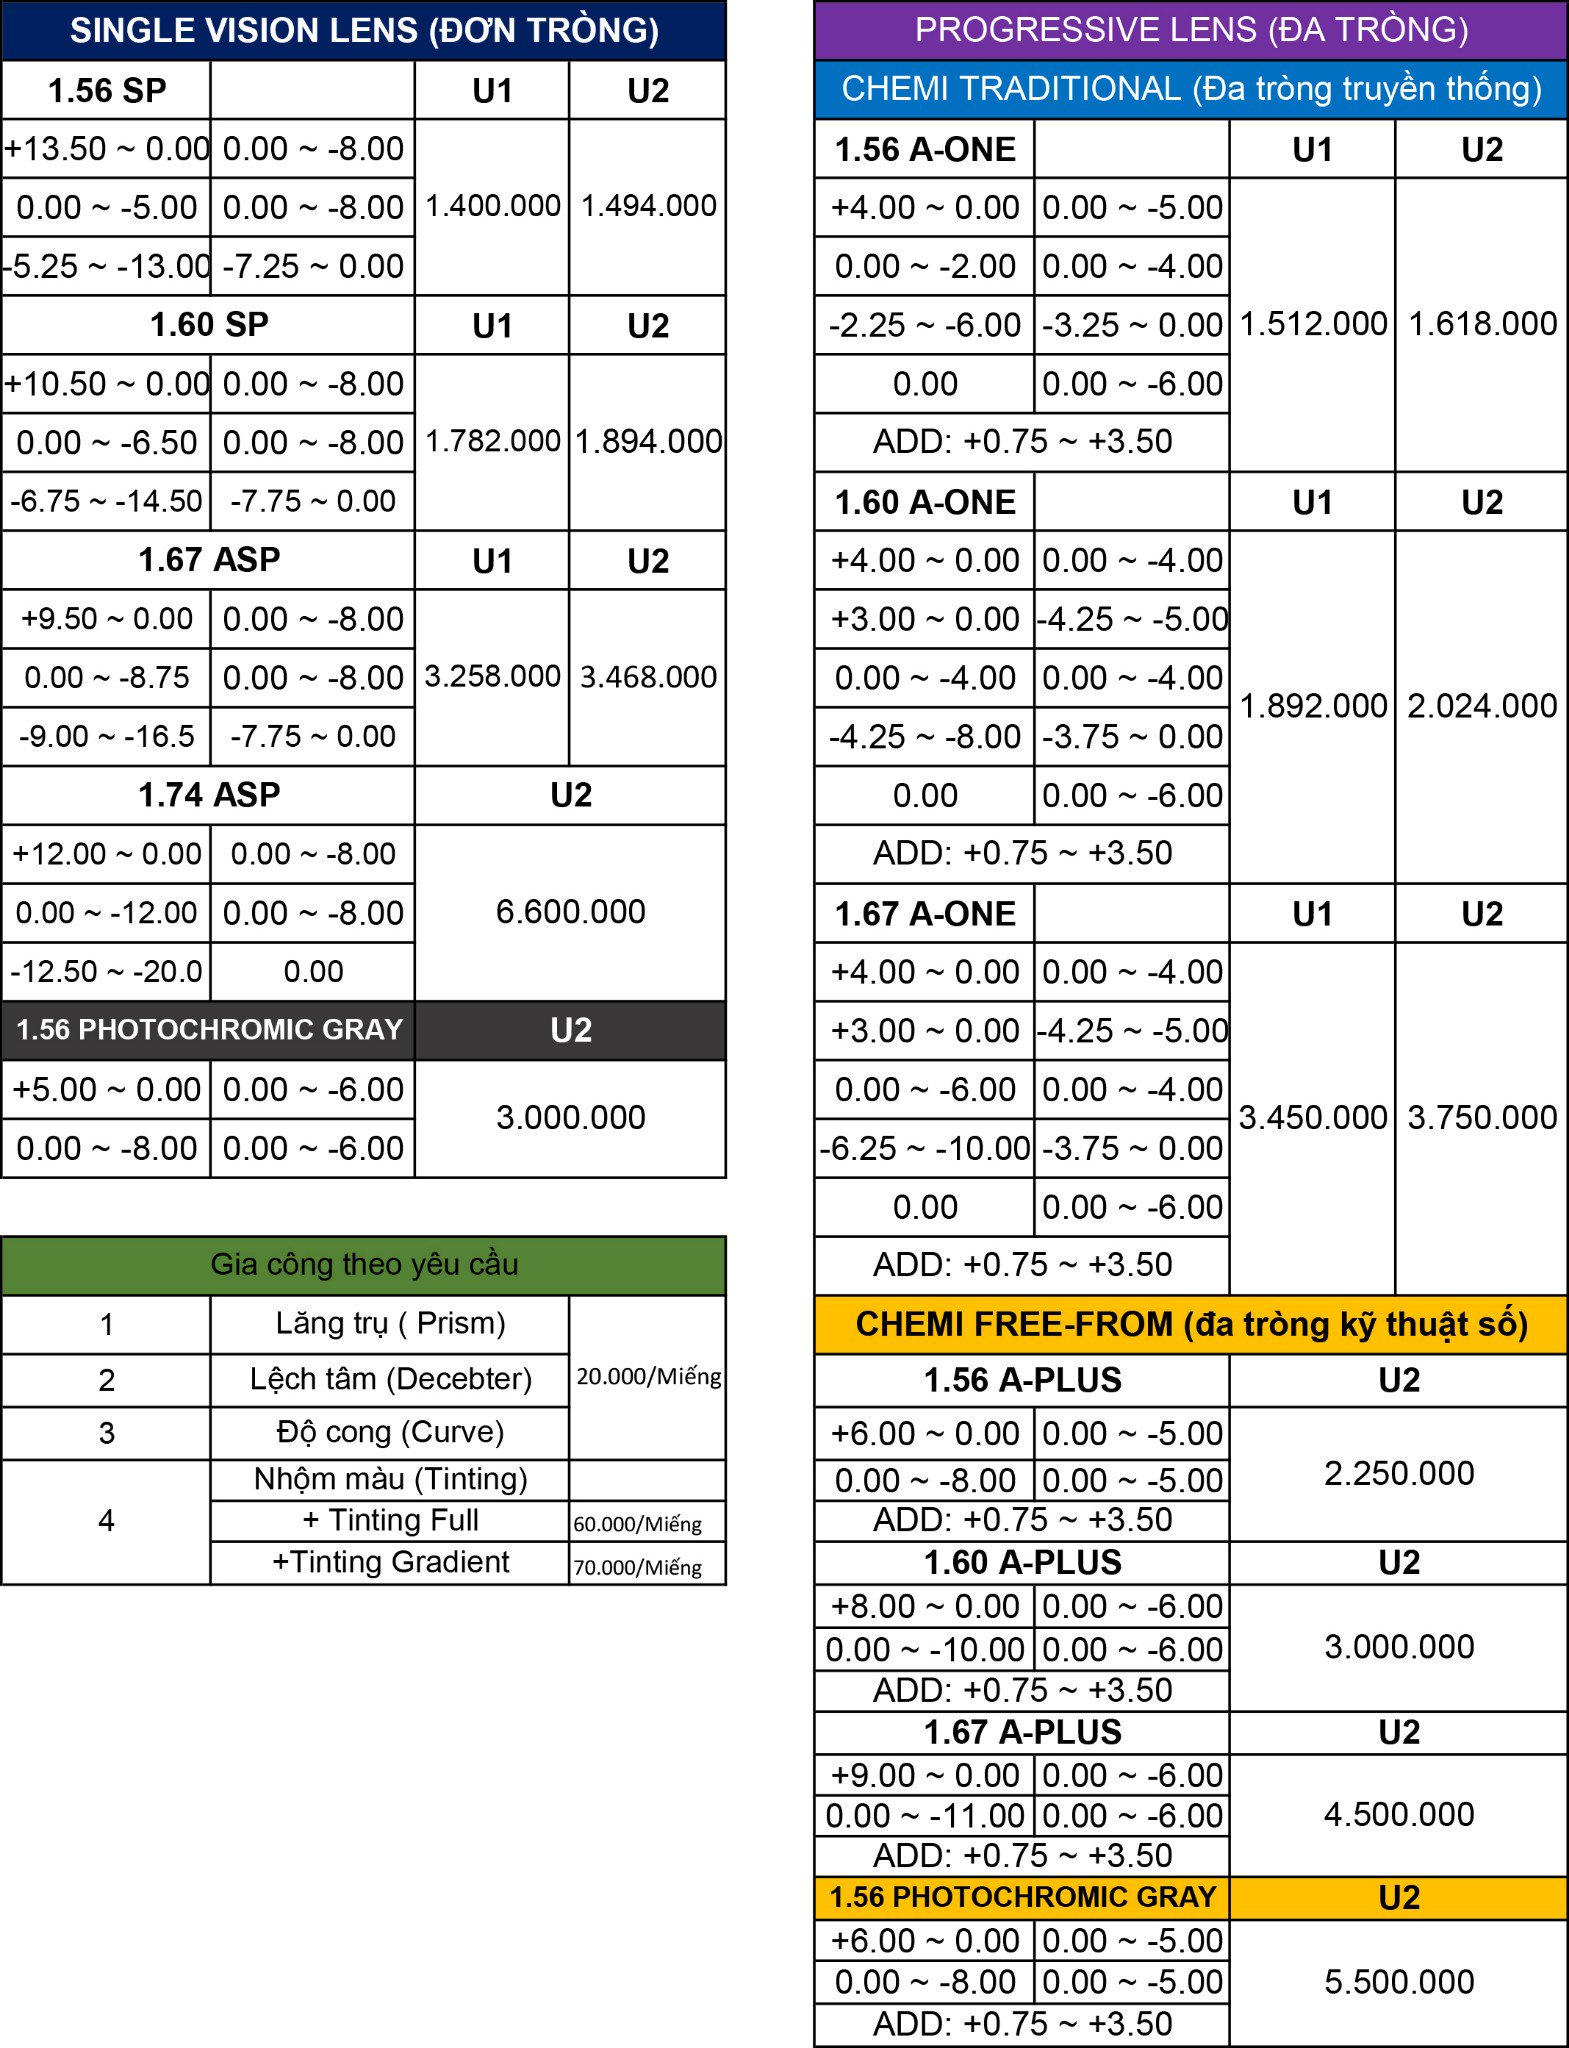 SINGLE VISION LENS (ĐƠN TRÒNG)
1.56 SP U1 U2
+13.50 ~ 0.00 0.00 ~ -8.00
0.00 ~ -5.00 0.00 ~ -8.00 1.400.000 1.494.000
-5.25 ~ -13.00 -7.25 ~ 0.00
1.60 SP U1 U2
+10.50 ~ 0.00 0.00 ~ -8.00
0.00 ~ -6.50 0.00 ~ -8.00 1.782.000 1.894.000
-6.75 ~ -14.50 -7.75 ~ 0.00
1.67 ASP U1 U2
+9.50 ~ 0.00 0.00 ~ -8.00
0.00 ~ -8.75 0.00 ~ -8.00 3.258.000 3.468.000
-9.00 ~ -16.5 -7.75 ~ 0.00
1.74 ASP U2
+12.00 ~ 0.00 0.00 ~ -8.00
0.00 ~ -12.00 0.00 ~ -8.00 6.600.000
-12.50 ~ -20.0 0.00
1.56 PHOTOCHROMIC GRAY U2
+5.00 ~ 0.00 0.00 ~ -6.00
3.000.000
0.00 ~ -8.00 0.00 ~ -6.00
Gia công theo yêu cầu
1 Lăng trụ ( Prism)
2 Lệch tâm (Decebter) 20.000/Miếng
3 Độ cong (Curve)
Nhộm màu (Tinting)
4 + Tinting Full 60.000/Miếng
+Tinting Gradient 70.000/Miếng
PROGRESSIVE LENS (ĐA TRÒNG)
CHEMI TRADITIONAL (Đa tròng truyền thống)
1.56 A-ONE U1 U2
+4.00 ~ 0.00 0.00 ~ -5.00
0.00 ~ -2.00 0.00 ~ -4.00
-2.25 ~ -6.00 -3.25 ~ 0.00 1.512.000 1.618.000
0.00 0.00 ~ -6.00
ADD: +0.75 ~ +3.50
1.60 A-ONE U1 U2
+4.00 ~ 0.00 0.00 ~ -4.00
+3.00 ~ 0.00 -4.25 ~ -5.00
0.00 ~ -4.00 0.00 ~ -4.00
-4.25 ~ -8.00 -3.75 ~ 0.00 1.892.000 2.024.000
0.00 0.00 ~ -6.00
ADD: +0.75 ~ +3.50
1.67 A-ONE U1 U2
+4.00 ~ 0.00 0.00 ~ -4.00
+3.00 ~ 0.00 -4.25 ~ -5.00
0.00 ~ -6.00 0.00 ~ -4.00
-6.25 ~ -10.00 -3.75 ~ 0.00 3.450.000 3.750.000
0.00 0.00 ~ -6.00
ADD: +0.75 ~ +3.50
CHEMI FREE-FROM (đa tròng kỹ thuật số)
1.56 A-PLUS U2
+6.00 ~ 0.00 0.00 ~ -5.00
0.00 ~ -8.00 0.00 ~ -5.00 2.250.000
ADD: +0.75 ~ +3.50
1.60 A-PLUS U2
+8.00 ~ 0.00 0.00 ~ -6.00
0.00 ~ -10.00 0.00 ~ -6.00 3.000.000
ADD: +0.75 ~ +3.50
1.67 A-PLUS U2
+9.00 ~ 0.00 0.00 ~ -6.00
0.00 ~ -11.00 0.00 ~ -6.00 4.500.000
ADD: +0.75 ~ +3.50
1.56 PHOTOCHROMIC GRAY U2
+6.00 ~ 0.00 0.00 ~ -5.00
0.00 ~ -8.00 0.00 ~ -5.00 5.500.000
ADD: +0.75 ~ +3.50